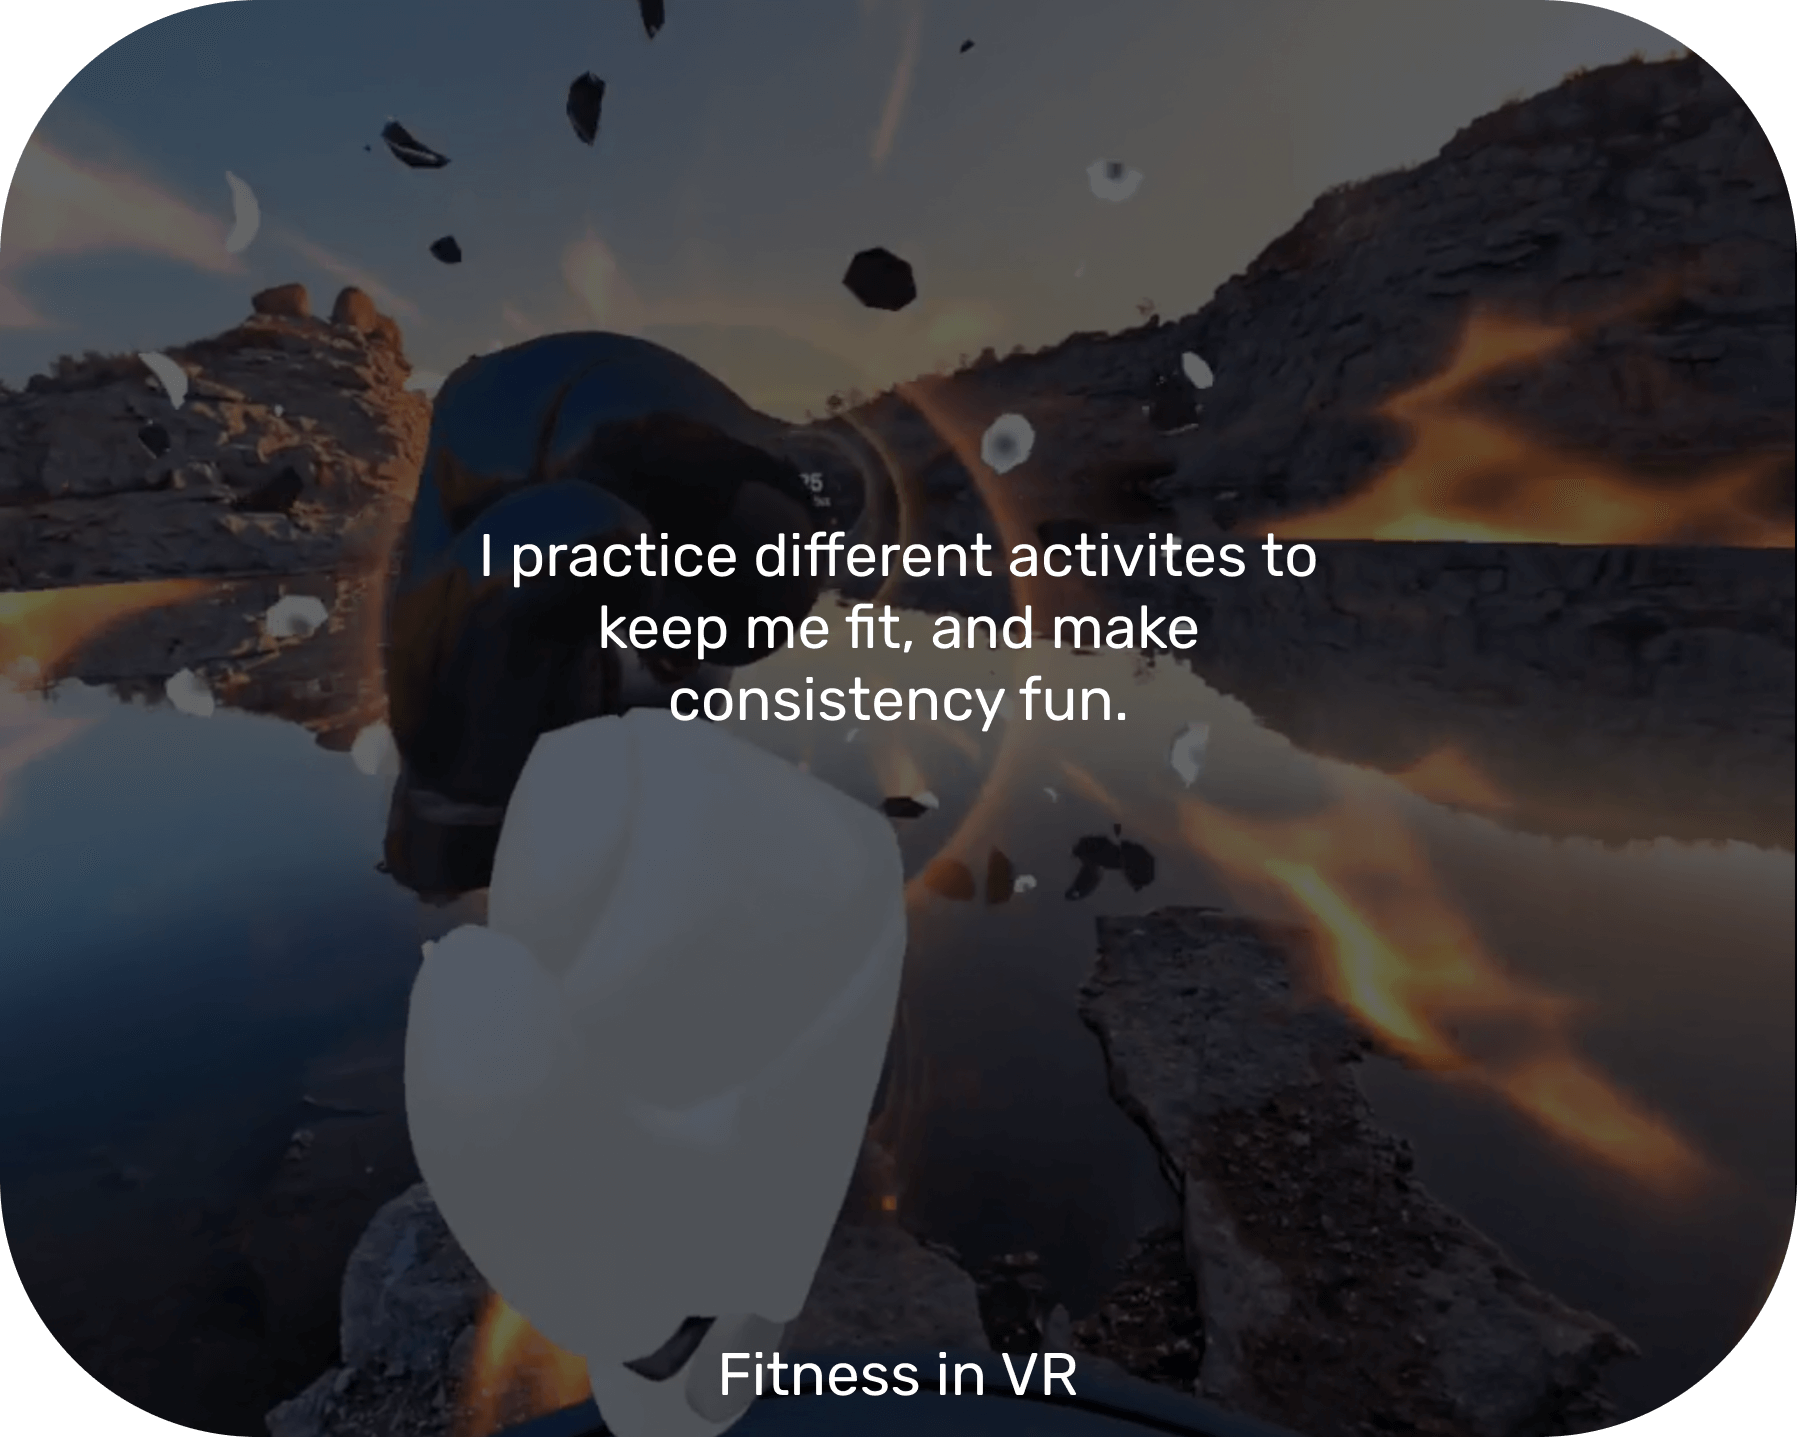 I practice different activites to
keep me fit, and make
consistency fun.
Fitness in VR